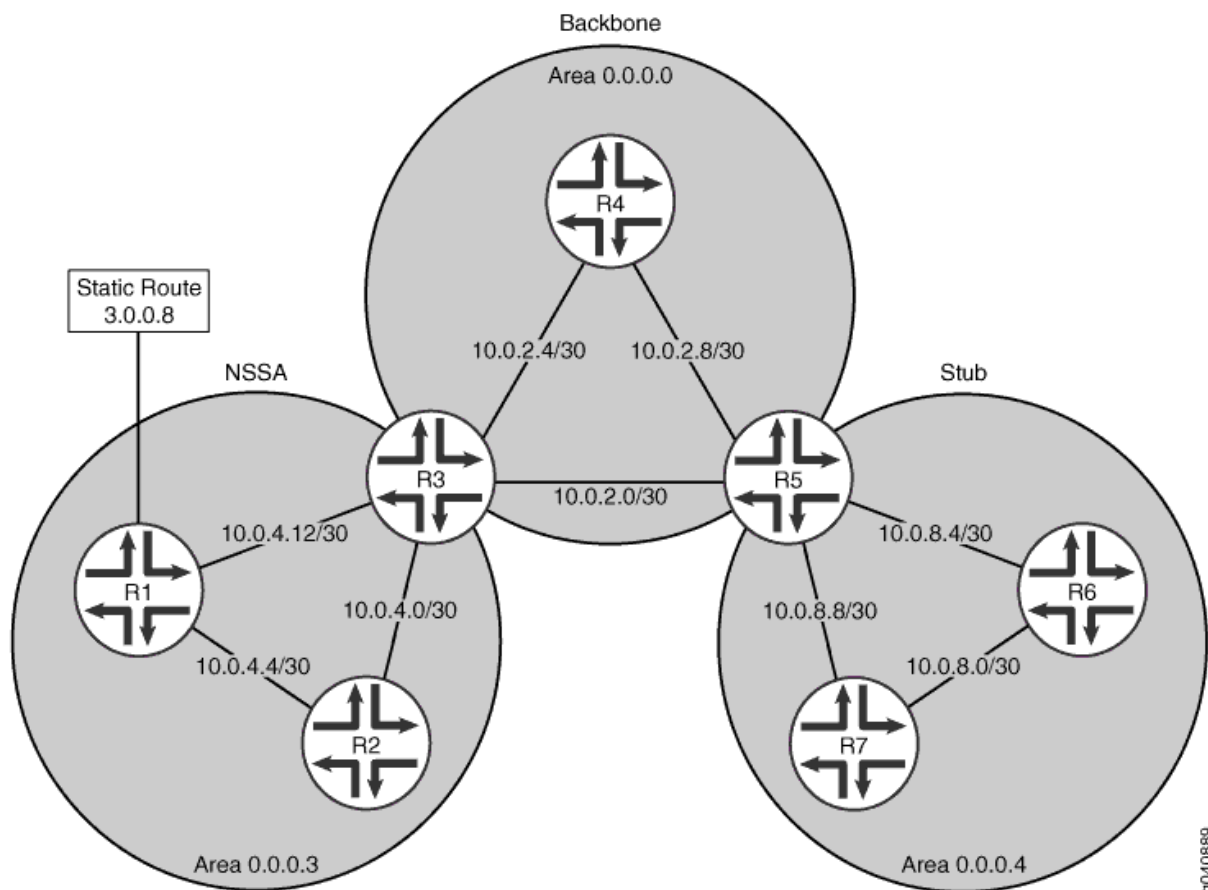 Backbone
Area 0.0.0.0
R4
Static Route
3.0.0.8
10.0.2.4/30
10.0.2.8/30
NSSA
Stub
R3
R5
10.0.2.0/30
10.0.4.12/30
10.0.8.4/30
R1
R6
10.0.4.0/30
10.0.8.8/30
10.0.4.4/30
10.0.8.0/30
R2
R7
Area 0.0.0.3
Area 0.0.0.4
g040889